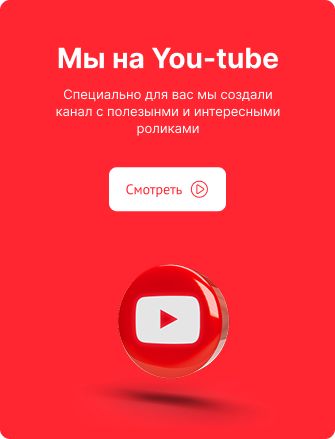 Мы на You-tube
Специально для вас мы создали
канал с полезынми и интересными
роликами
Смотреть